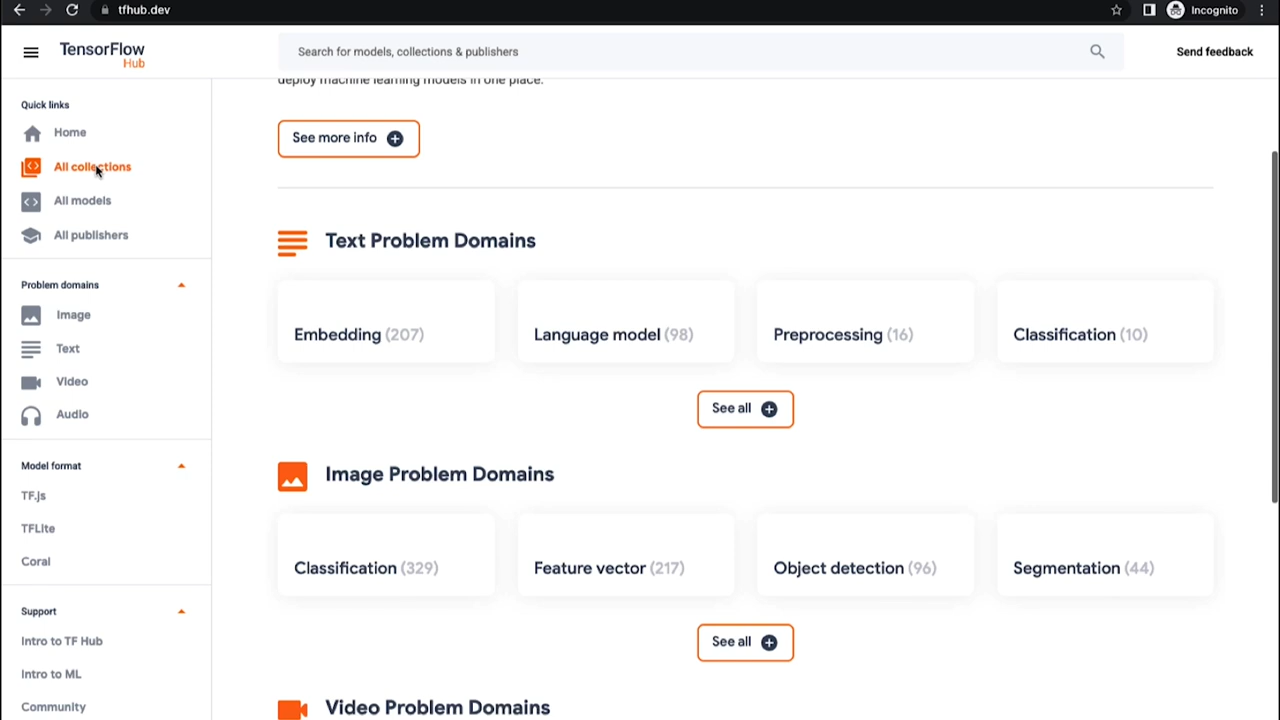 tfhub.dev
Incognito
TensorFlow
Hub
Search for models, collections & publishers
Send feedback
deploy machine learning models in one place.
See more info
Quick links
Home
All collections
All models
All publishers
Problem domains
Image
Text
Video
Audio
Model format
TF.js
TFLite
Coral
Support
Intro to TF Hub
Intro to ML
Community
Text Problem Domains
Embedding (207)
Language model (98)
Preprocessing (16)
Classification (10)
See all
Image Problem Domains
Classification (329)
Feature vector (217)
Object detection (96)
Segmentation (44)
See all
Video Problem Domains